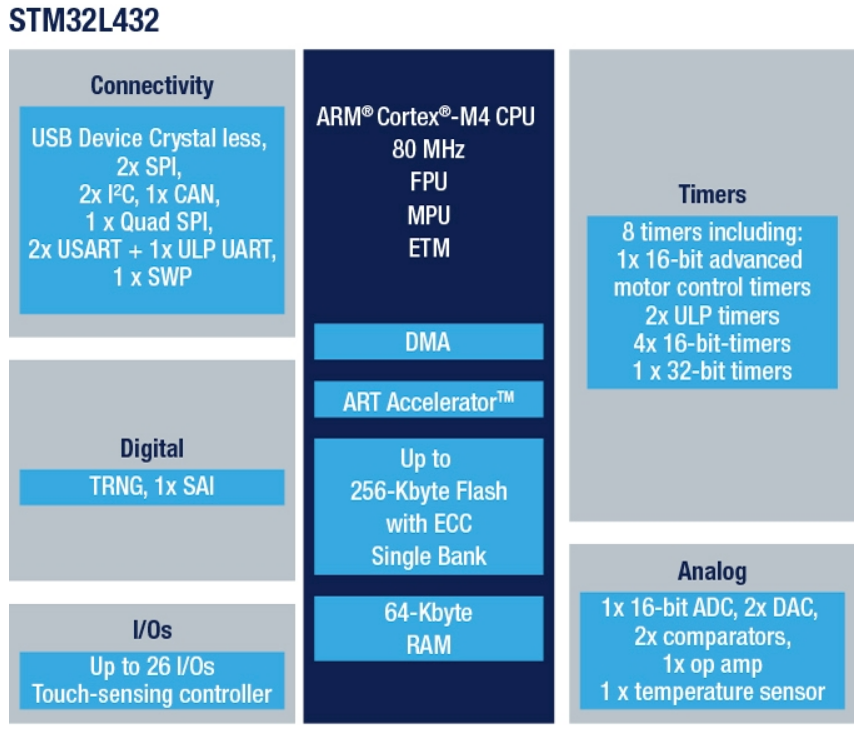 STM32L432
Connectivity
USB Device Crystal less,
2x SPI,
2x I²C, 1x CAN,
1 x Quad SPI,
2x USART + 1x ULP UART,
1 x SWP
Digital
TRNG, 1x SAI
I/Os
Up to 26 I/Os
Touch-sensing controller
ARM® Cortex®-M4 CPU
80 MHz
FPU
MPU
ETM
DMA
ART Accelerator™
Up to
256-Kbyte Flash
with ECC
Single Bank
64-Kbyte
RAM
Timers
8 timers including:
1x 16-bit advanced
motor control timers
2x ULP timers
4x 16-bit-timers
1 x 32-bit timers
Analog
1x 16-bit ADC, 2x DAC,
2x comparators,
1x op amp
1 x temperature sensor